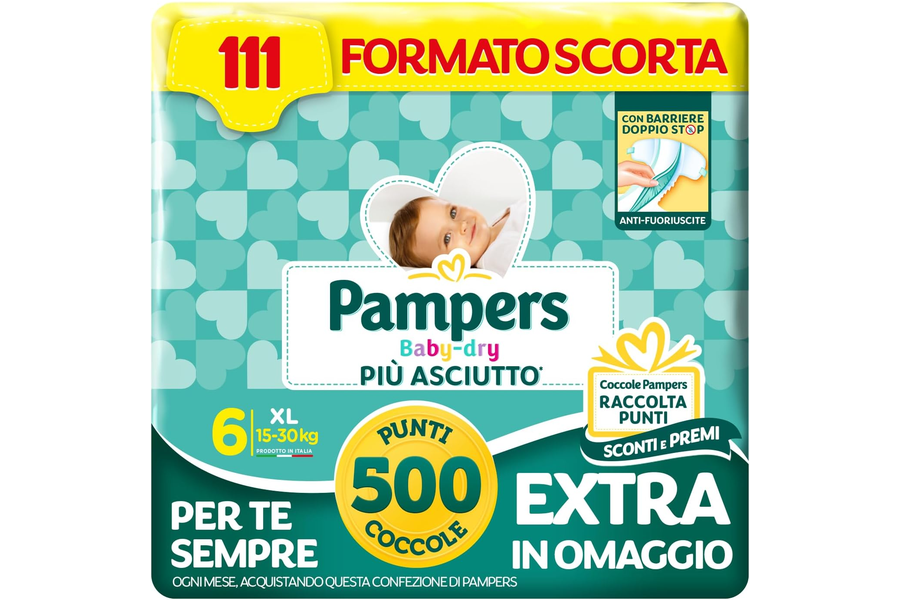 111 FORMATO SCORTA
CON BARRIERE
DOPPIO STOP
ANTI-FUORIUSCITE
Pampers
Baby-dry
PIÙ ASCIUTTO*
6
XL
15-30kg
PRODOTTO IN ITALIA
Coccole Pampers
RACCOLTA
PUNTI
SCONTI E PREMI
PUNTI
500
COCCOLE
PER TE
SEMPRE
EXTRA
IN OMAGGIO
OGNI MESE, ACQUISTANDO QUESTA CONFEZIONE DI PAMPERS